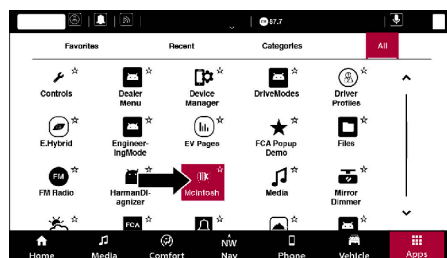 87.7
Favorites Recent Categories All
Controls
Dealer Menu
Device Manager
DriveModes
Driver Profiles
E.Hybrid
Engineer-ingMode
EV Pages
FCA Popup Demo
Files
FM
FM Radio
HarmanDi-agnizer
McIntosh
Media
Mirror Dimmer
FCA
NW
Home Media Comfort Nav Phone Vehicle Apps